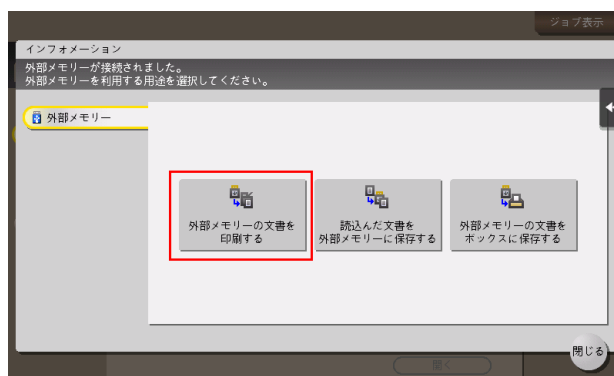 ジョブ表示
インフォメーション
外部メモリーが接続されました。
外部メモリーを利用する用途を選択してください。
外部メモリー
外部メモリーの文書を
印刷する
読込んだ文書を
外部メモリーに保存する
外部メモリーの文書を
ボックスに保存する
閉じる
開く